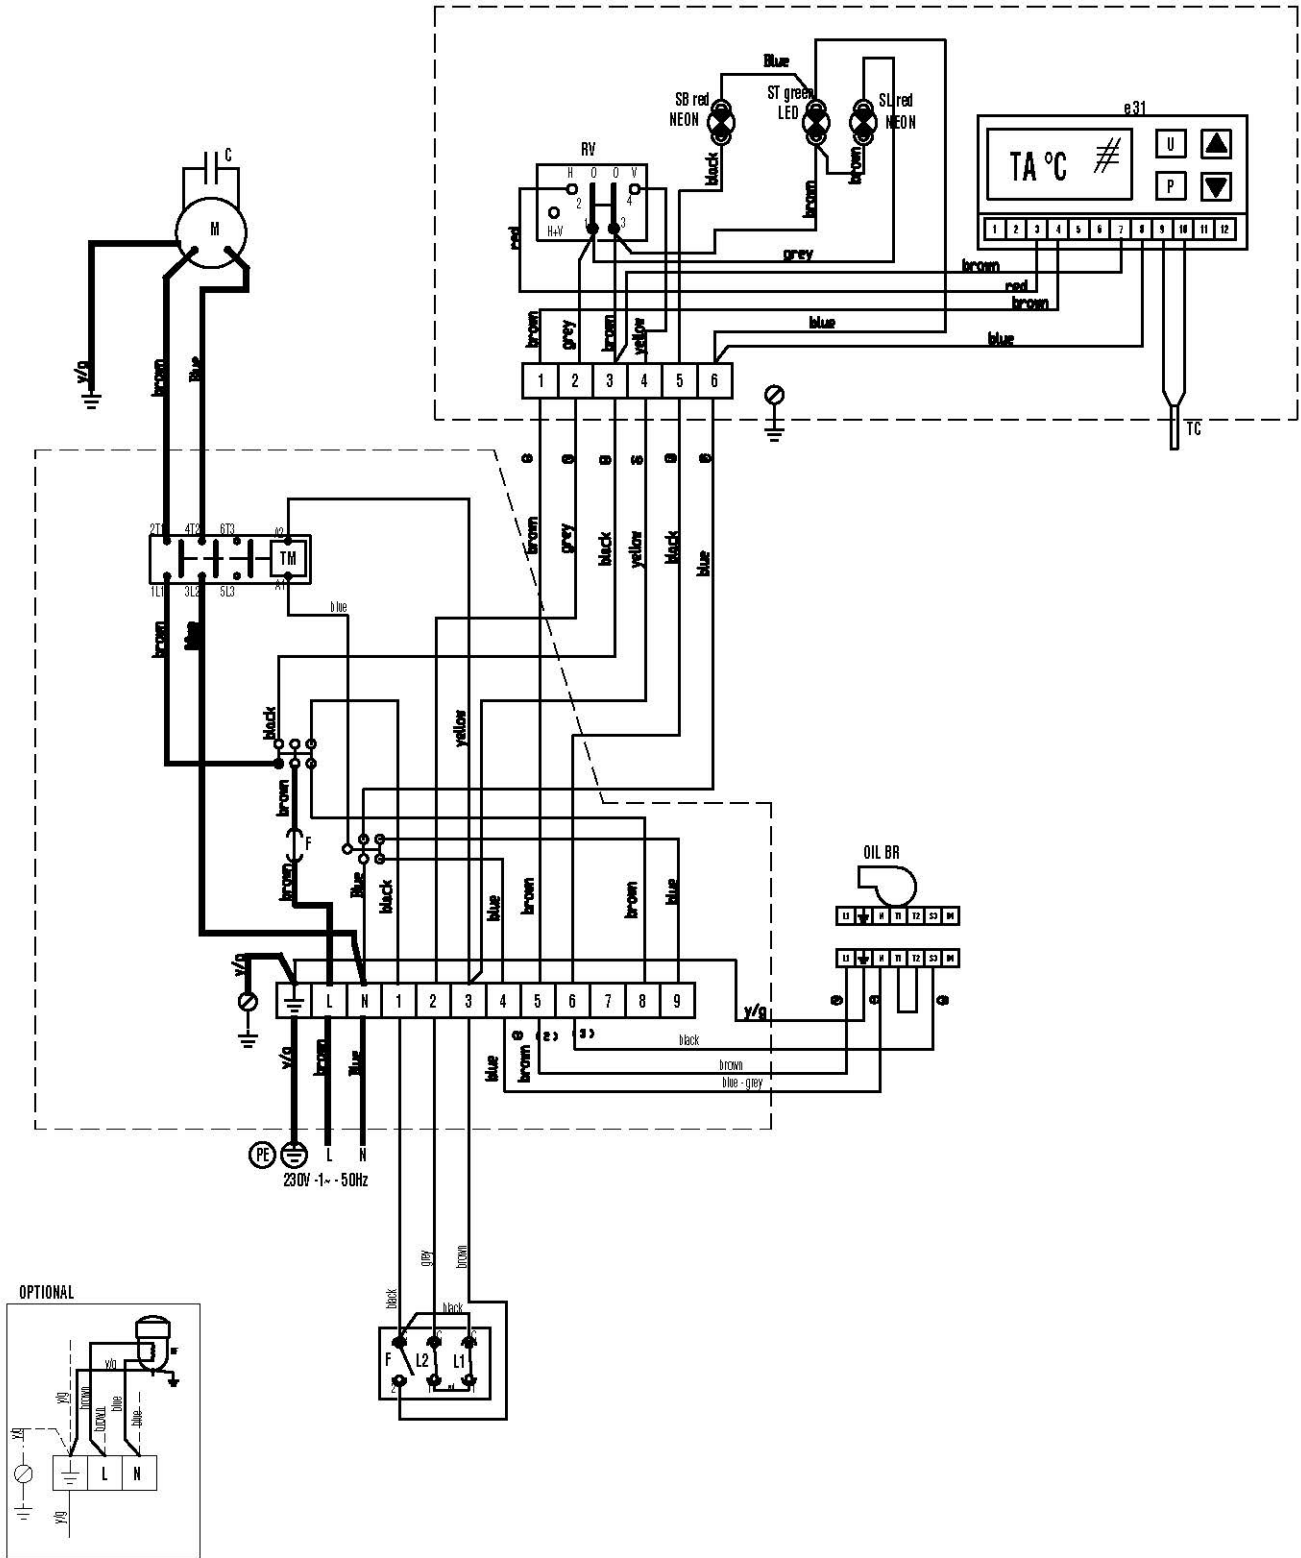 Blue
SB red
NEON
ST green
LED
SL red
NEON
e31
TA °C
U
P
1 2 3 4 5 6 7 8 9 10 11 12
RV
H 0 0 V
2
4
1
3
H+V
C
M
black
brown
brown
red
grey
brown
red
brown
blue
blue
brown
grey
brown
yellow
1 2 3 4 5 6
TC
y/g
brown
Blue
brown
grey
black
yellow
black
blue
2T1 4T2 6T3 A2
TM
1L1 3L2 5L3 A1
blue
brown
black
yellow
brown
F
brown
Blue
black
blue
brown
brown
blue
OIL BR
L1 N T1 T2 S3 B4
L1 N T1 T2 S3 B4
y/g
L N 1 2 3 4 5 6 7 8 9
y/g
black
brown
blue - grey
y/g
brown
Blue
blue
brown
PE
L
N
230V -1~ - 50Hz
black
grey
brown
black
F L2 L1
OPTIONAL
y/g
y/g
brown
brown
blue
blue
y/g
L N
y/g